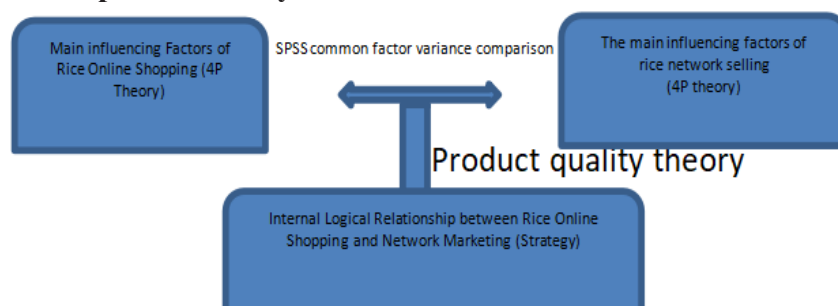 Main influencing Factors of
Rice Online Shopping (4P
Theory)
SPSS common factor variance comparison
The main influencing factors of
rice network selling
(4P theory)
Product quality theory
Internal Logical Relationship between Rice Online
Shopping and Network Marketing (Strategy)